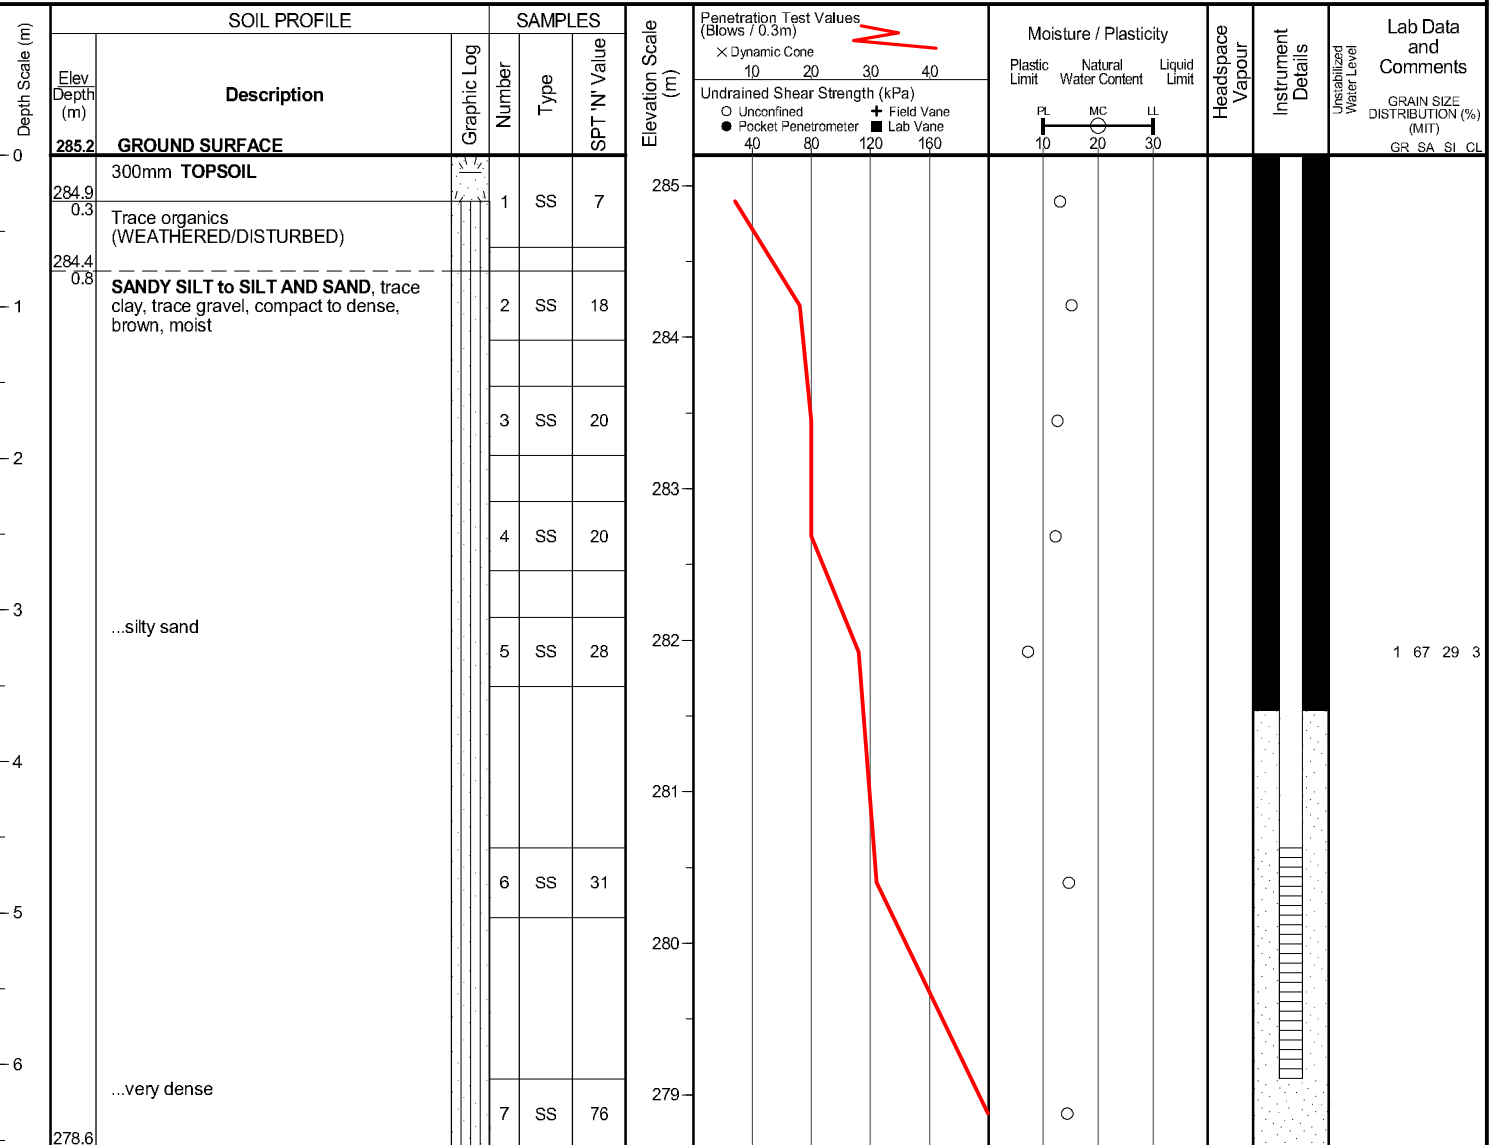 SOIL PROFILE
SAMPLES
Depth Scale (m)
Elev
Depth
(m)
Description
Graphic Log
Number
Type
SPT 'N' Value
Elevation Scale
(m)
Penetration Test Values
(Blows / 0.3m)
× Dynamic Cone
10 20 30 40
Undrained Shear Strength (kPa)
Unconfined
Field Vane
Pocket Penetrometer
Lab Vane
40 80 120 160
Moisture / Plasticity
Plastic
Limit
Natural
Water Content
Liquid
Limit
PL MC LL
10 20 30
Headspace
Vapour
Instrument
Details
Unstabilized
Water Level
Lab Data
and
Comments
GRAIN SIZE
DISTRIBUTION (%)
(MIT)
GR SA SI CL
285.2 GROUND SURFACE
0
300mm TOPSOIL
284.9
0.3
Trace organics
(WEATHERED/DISTURBED)
1 SS 7
285
284.4
0.8
SANDY SILT to SILT AND SAND, trace
clay, trace gravel, compact to dense,
brown, moist
1
2 SS 18
284
3 SS 20
2
283
4 SS 20
3
...silty sand
282
5 SS 28
1 67 29 3
4
281
6 SS 31
5
280
6
...very dense
279
7 SS 76
278.6